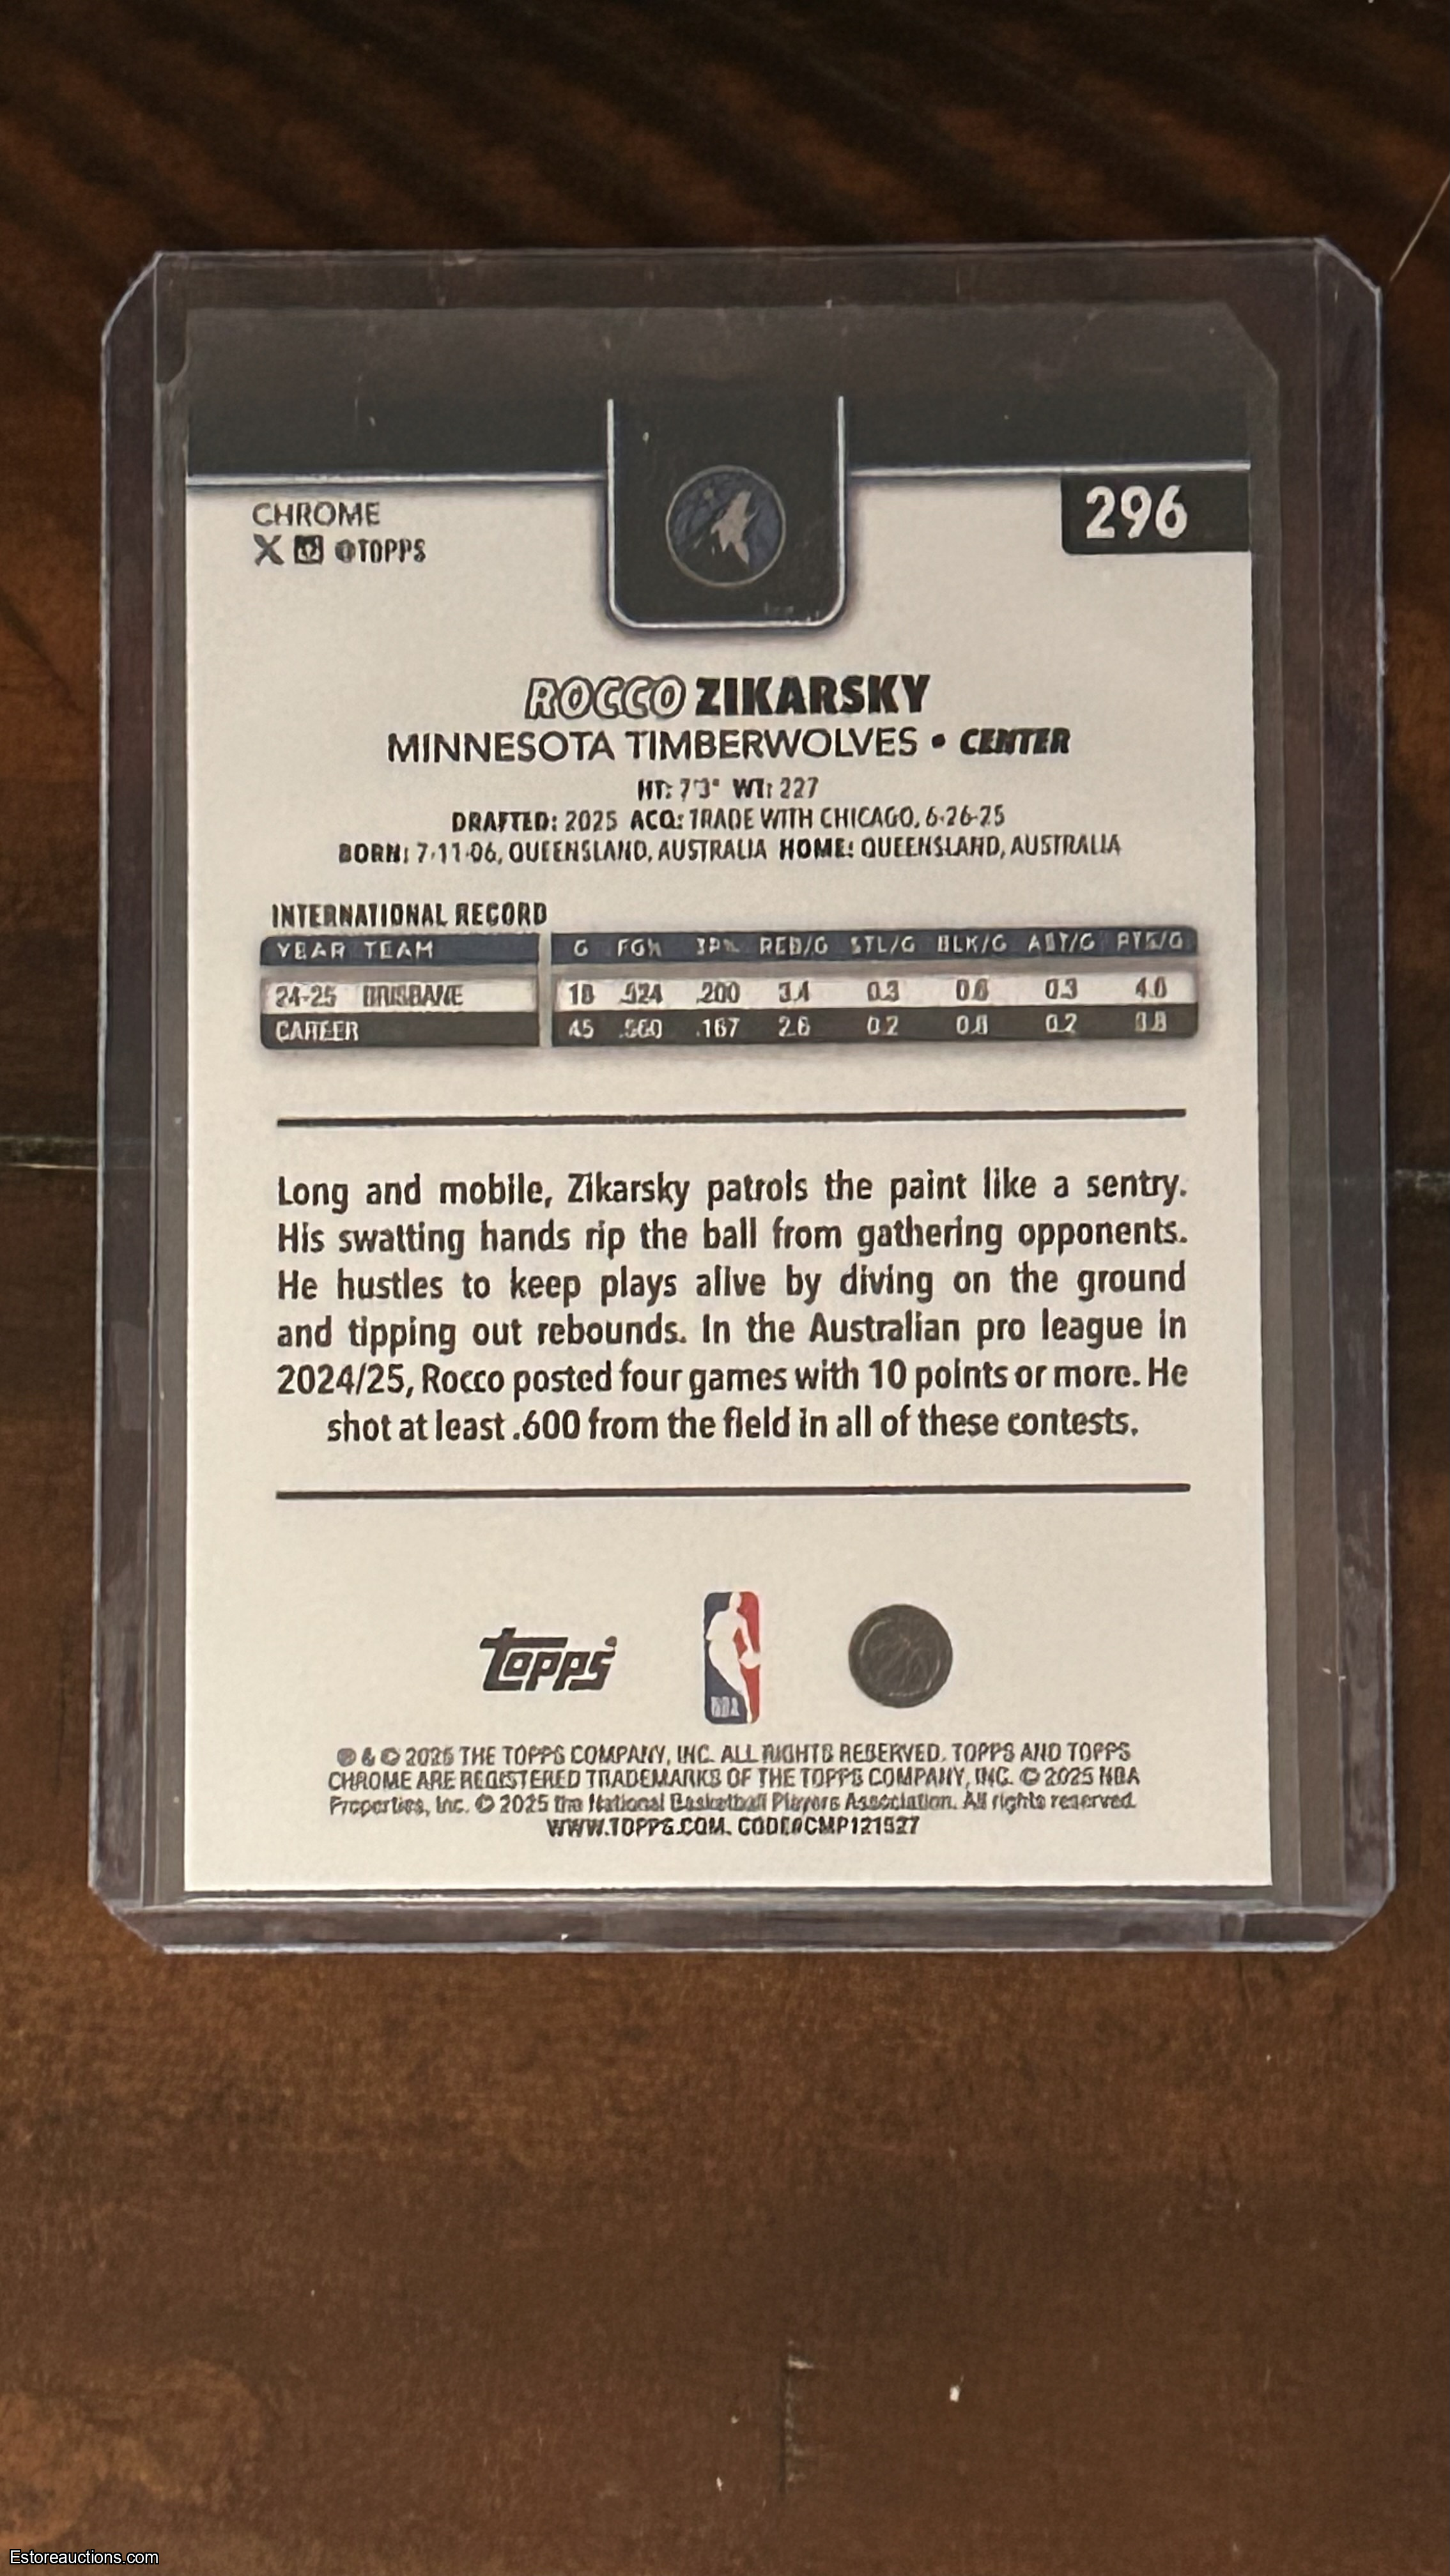 CHROME
@TOPPS
296
ROCCO ZIKARSKY
MINNESOTA TIMBERWOLVES • CENTER
HT: 7'3" WT: 227
DRAFTED: 2025 ACQ: TRADE WITH CHICAGO, 6-26-25
BORN: 7-11-06, QUEENSLAND, AUSTRALIA HOME: QUEENSLAND, AUSTRALIA
INTERNATIONAL RECORD
YEAR TEAM G FG% 3P% REB/G STL/G BLK/G AST/G PTS/G
24-25 BRISBANE 18 .524 .200 3.4 0.3 0.3
CAREER 45 .167 2.6 0.2 0.2
Long and mobile, Zikarsky patrols the paint like a sentry.
His swatting hands rip the ball from gathering opponents.
He hustles to keep plays alive by diving on the ground
and tipping out rebounds. In the Australian pro league in
2024/25, Rocco posted four games with 10 points or more. He
shot at least .600 from the field in all of these contests.
topps
NBA
® & © 2025 THE TOPPS COMPANY, INC. ALL RIGHTS RESERVED. TOPPS AND TOPPS
CHROME ARE REGISTERED TRADEMARKS OF THE TOPPS COMPANY, INC. © 2025 NBA
Properties, Inc. © 2025 the National Basketball Players Association. All rights reserved.
WWW.TOPPS.COM. CODE#CMP121927
Estoreauctions.com